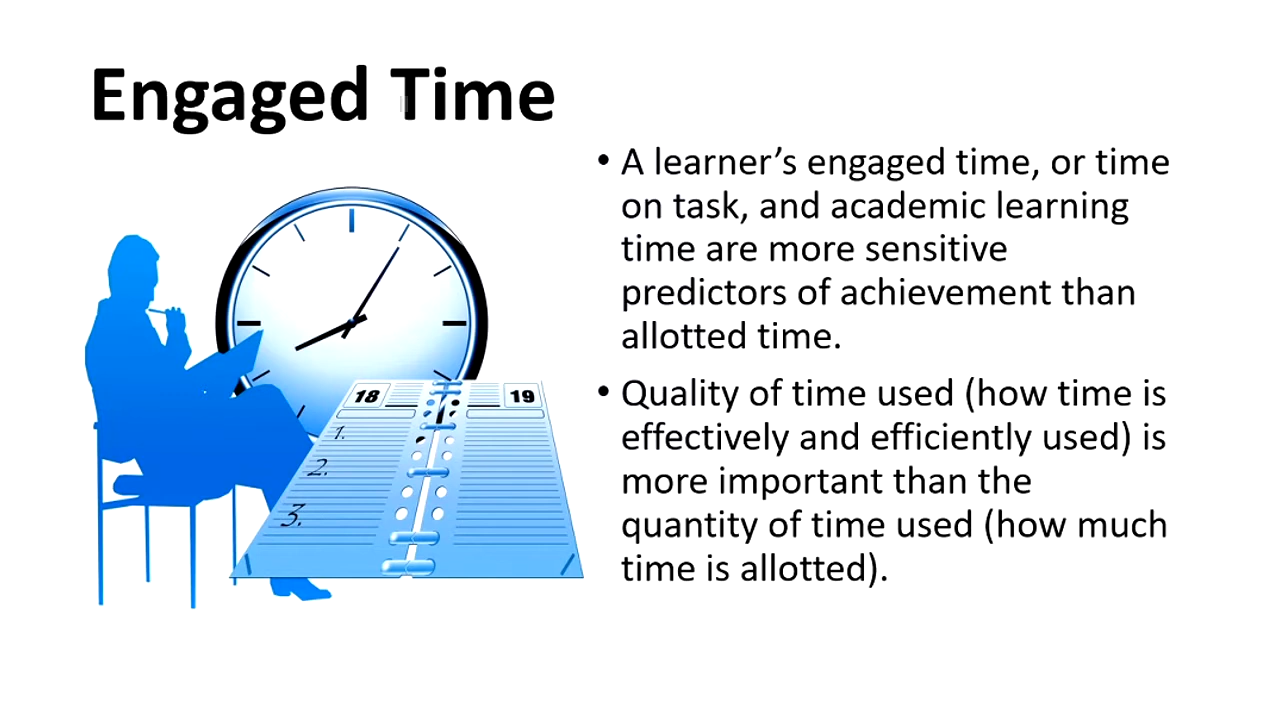 Engaged Time
• A learner’s engaged time, or time
on task, and academic learning
time are more sensitive
predictors of achievement than
allotted time.
• Quality of time used (how time is
effectively and efficiently used) is
more important than the
quantity of time used (how much
time is allotted).
18
19
1.
2.
3.